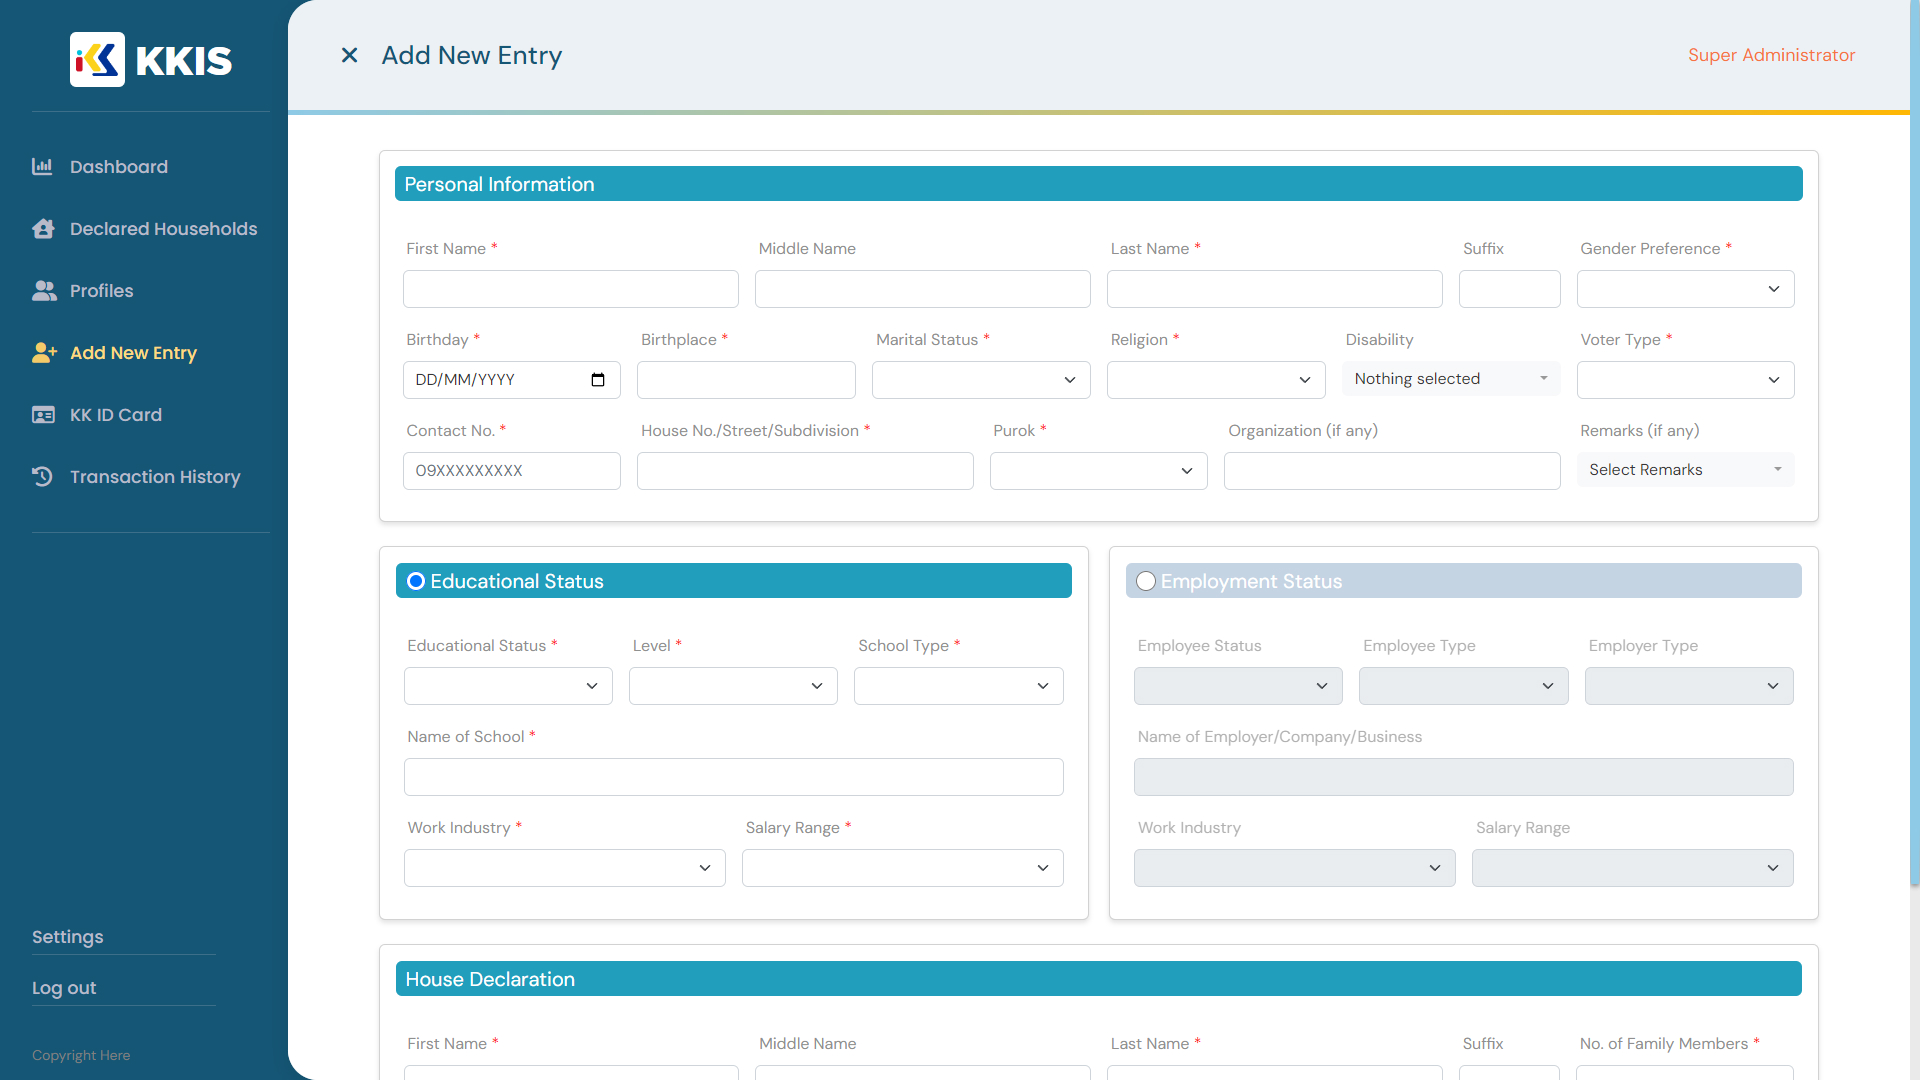 KKIS
Dashboard
Declared Households
Profiles
Add New Entry
KK ID Card
Transaction History
Settings
Log out
Copyright Here
Add New Entry
Super Administrator
Personal Information
First Name * Middle Name Last Name * Suffix Gender Preference *
Birthday * Birthplace * Marital Status * Religion * Disability Voter Type *
DD/MM/YYYY Nothing selected
Contact No. * House No./Street/Subdivision * Purok * Organization (if any) Remarks (if any)
09XXXXXXXXX Select Remarks
Educational Status
Educational Status * Level * School Type *
Name of School *
Work Industry * Salary Range *
Employment Status
Employee Status Employee Type Employer Type
Name of Employer/Company/Business
Work Industry Salary Range
House Declaration
First Name * Middle Name Last Name * Suffix No. of Family Members *